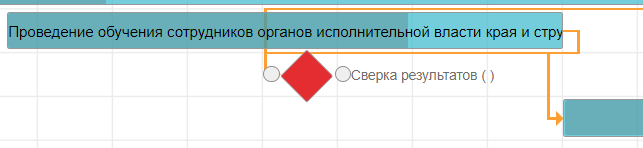 Проведение обучения сотрудников органов исполнительной власти края и стру
Сверка результатов ( )